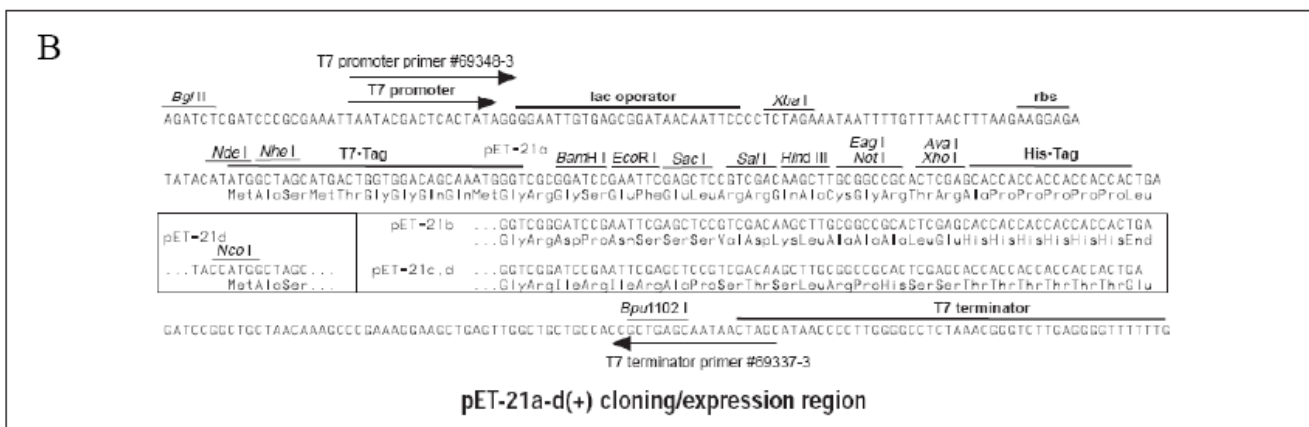 B
T7 promoter primer #69348-3
Bgl II T7 promoter lac operator Xba I rbs
AGATCTCGATCCCGCGAAATTAATACGACTCACTATAGGGGAATTGTGAGCGGATAACAATTCCCCTCTAGAAATAATTTTGTTTAACTTTAAGAAGGAGA
Nde I Nhe I T7•Tag pET-21a BamH I EcoR I Sac I Sal I Hind III Eag I Not I Ava I Xho I His•Tag
TATACATATGGCTAGCATGACTGGTGGACAGCAAATGGGTCGCGGATCCGAATTCGAGCTCCGTCGACAAGCTTGCGGCCGCACTCGAGCACCACCACCACCACCACTGA
MetAlaSerMetThrGlyGlyGlnGlnMetGlyArgGlySerGluPheGluLeuArgArgGlnAlaCysGlyArgThrArgAlaProProProProProLeu
pET-21b ...GGTCGGGATCCGAATTCGAGCTCCGTCGACAAGCTTGCGGCCGCACTCGAGCACCACCACCACCACCACTGA
...GlyArgAspProAsnSerSerSerValAspLysLeuAlaAlaAlaLeuGluHisHisHisHisHisHisEnd
pET-21d
Nco I
...TACCATGGCTAGC...
MetAlaSer...
pET-21c,d ...GGTCGGATCCGAATTCGAGCTCCGTCGACAAGCTTGCGGCCGCACTCGAGCACCACCACCACCACCACTGA
...GlyArgIleArgIleArgAlaProSerThrSerLeuArgProHisSerSerThrThrThrThrThrThrGlu
Bpu1102 I T7 terminator
GATCCGGCTGCTAACAAAGCCCGAAAGGAAGCTGAGTTGGCTGCTGCCACCGCTGAGCAATAACTAGCATAACCCCTTGGGGCCTCTAAACGGGTCTTGAGGGGTTTTTTG
T7 terminator primer #69337-3
pET-21a-d(+) cloning/expression region